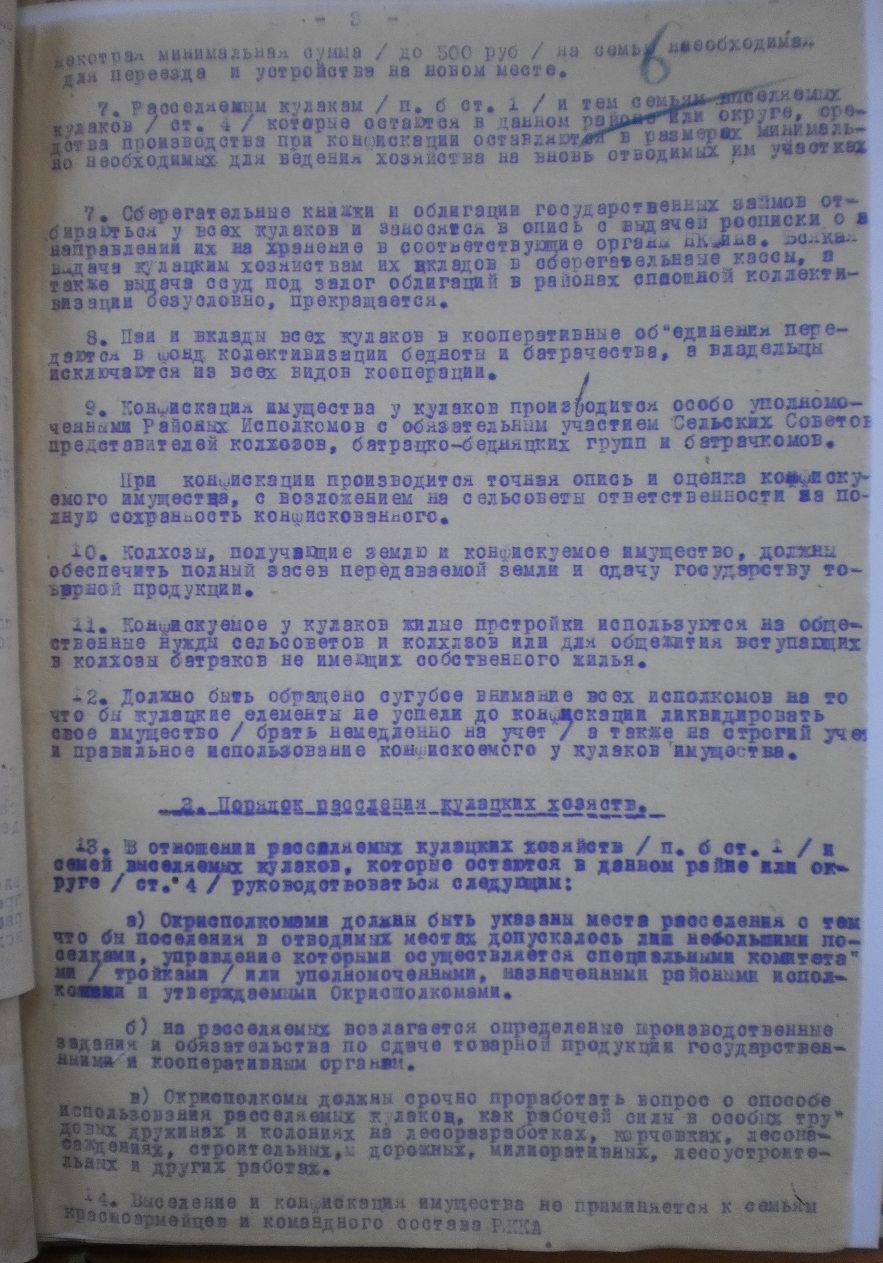 - 3 -
6
некотрая минимальная сумма / до 500 руб / на семью необходимая
для переезда и устройства на новом месте.
7. Расселяемым кулакам / п. б ст. 1 / и тем семьям выселяемых
кулаков / ст. 4 / которые остаются в данном районе или округе, сре-
дства производства при конфискации оставляются в размерах минималь-
но необходимых для ведения хозяйства на вновь отводимых им участках
7. Сберегательные книжки и облигации государственных займов от-
бираються у всех кулаков и заносятся в опись с выдачей росписки о
направлении их на хранение в соответствующие органы НКфина. Всякая
выдача кулацким хозяйствам их вкладов в сберегательные кассы, а
также выдача ссуд под залог облигаций в районах сплошной коллекти-
визации безусловно, прекращается.
8. Паи и вклады всех кулаков в кооперативные об"единения пере-
даются в фонд колективизации бедноты и батрачества, а владельцы
исключаются из всех видов кооперации.
9. Конфискация имущества у кулаков производится особо уполномо-
ченными Районых Исполкомов с обязательным участием Сельских Советов
представителей колхозов, батрацко-бедняцких групп и батрачкомов.
При конфискации производится точная опись и оценка конфиску-
емого имущества, с возложением на сельсоветы ответственности за по-
лную сохранность конфискованного.
10. Колхозы, получающие землю и конфискуемое имущество, должны
обеспечить полный засев передаваемой земли и сдачу государству то-
варной продукции.
11. Конфискуемое у кулаков жилые прстройки используются на обще-
ственные нужды сельсоветов и колхлзов или для общежития вступающих
в колхозы батраков не имеющих собственного жилья.
12. Должно быть обращено сугубое внимание всех исполкомов на то
что бы кулацкие елементы не успели до конфискации ликвидировать
свое имущество / брать немедленно на учет / а также на строгий учет
и правильное использование конфискоемого у кулаков имущества.
2. Порядок расселения кулацких хозяств.
13. В отношении расселяемых кулацких хозяйств / п. б ст. 1 / и
семей выселяемых кулаков, которые остаются в данном райне или ок-
руге / ст. 4 / руководствоваться следующим:
а) Окрисполкомами должны быть указаны места расселения с тем
что бы поселения в отводимых местах допускалось лиш небольшими по-
селками, управление которыми осуществляется специальными комитета"
ми / тройками / или уполномоченными, назначенными райоными испол-
комами и утверждаемыми Окрисполкомами.
б) на расселяемых возлагается определеные производственные
задания и обязательства по сдаче товарной продукции государствен-
ными и кооперативным органам.
в) Окрисполкомы должны срочно проработать вопрос о способе
использования расселяемых кулаков, как рабочей силы в особых тру"
довых дружинах и колониях на лесоразработках, корчовках, лесона-
саждениях, строительных, дорожных, милиоративных, лесоустроите-
льных и других работах.
14. Выселение и конфискация имущества не приминяется к семьям
красноармейцев и командного состава РККА.